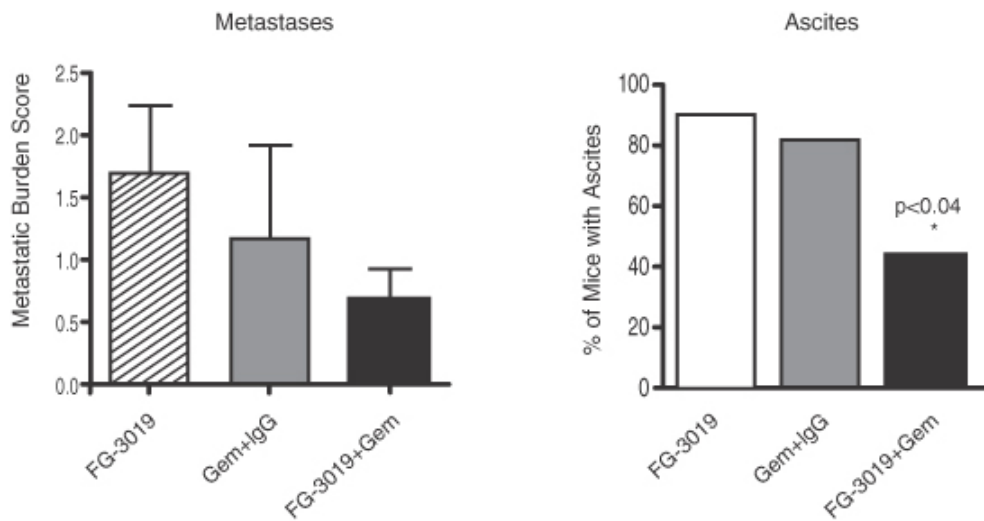 Metastases
Metastatic Burden Score
2.5
2.0
1.5
1.0
0.5
0.0
FG-3019
Gem+IgG
FG-3019+Gem
Ascites
% of Mice with Ascites
100
80
60
40
20
0
p<0.04
*
FG-3019
Gem+IgG
FG-3019+Gem